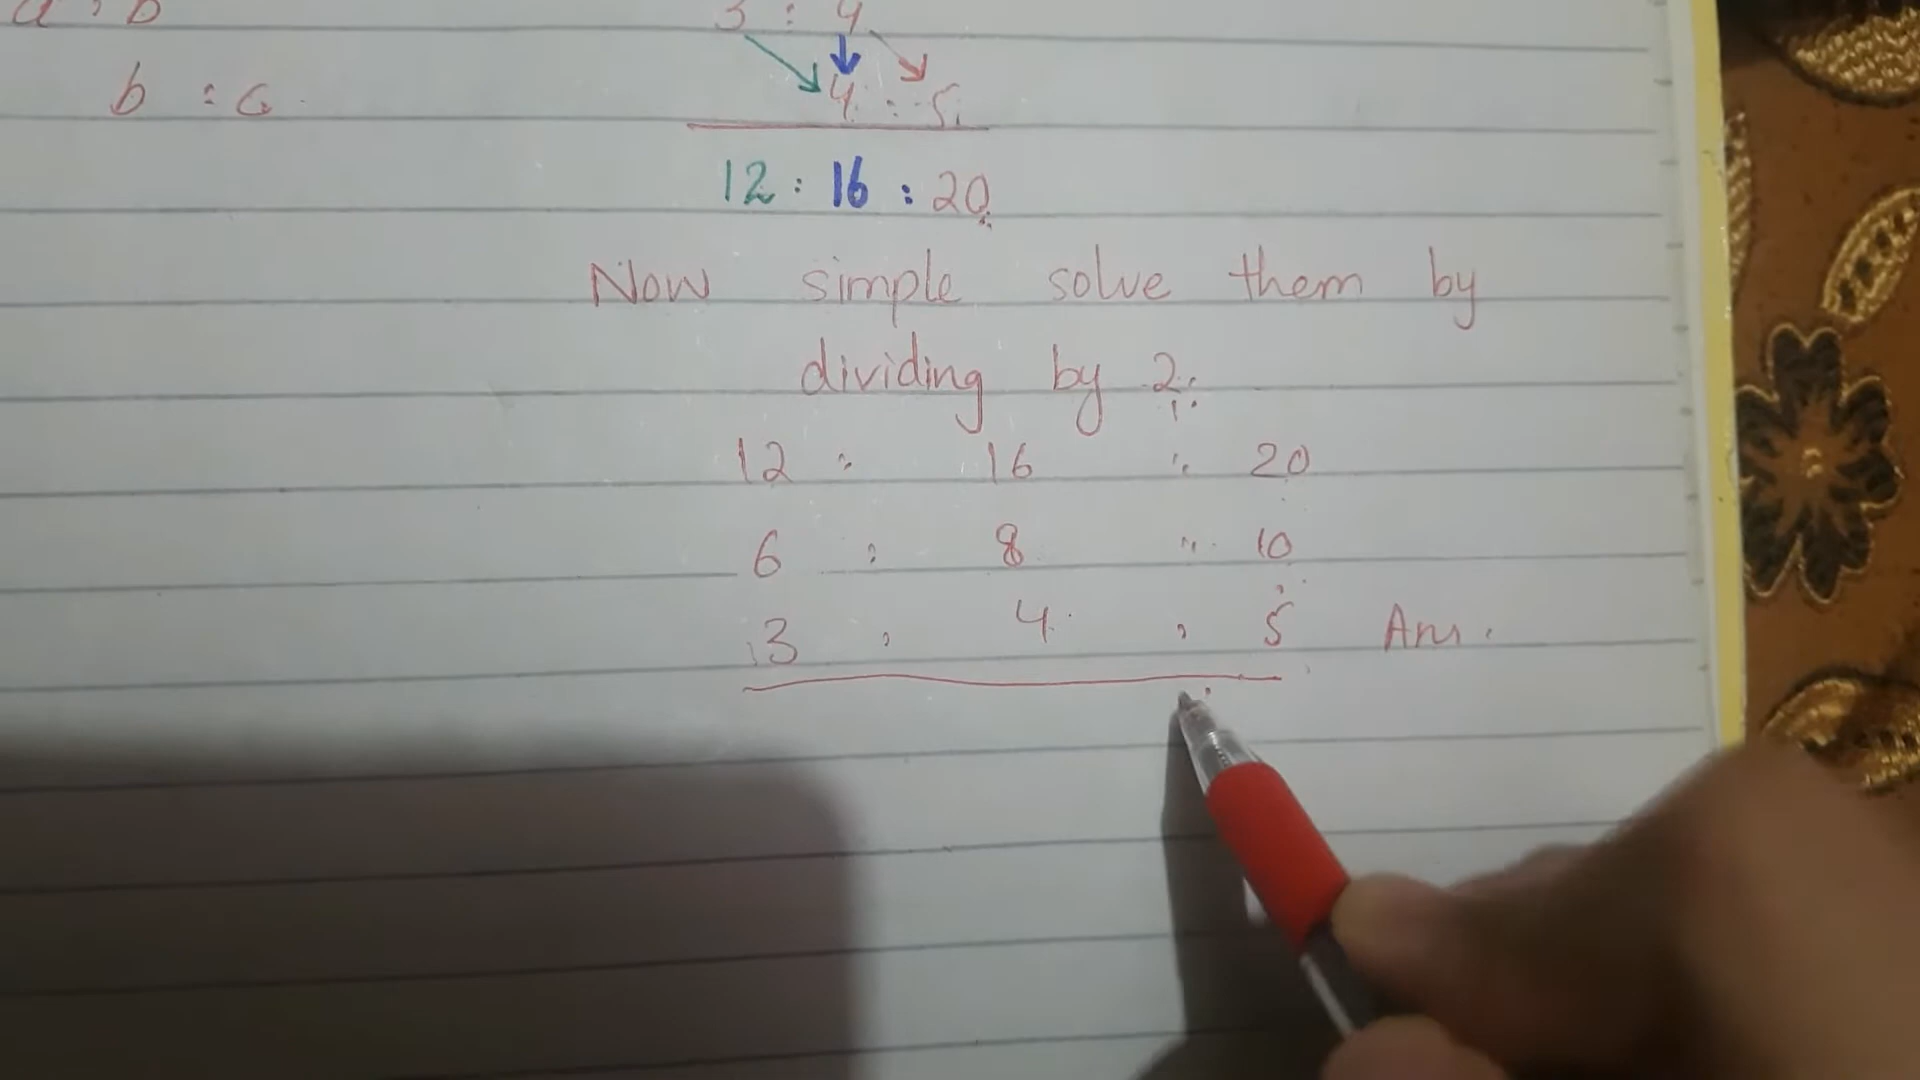 a : b
3 : 4
b : c
4 : 5
12 : 16 : 20
Now simple solve them by
dividing by 2:
12 : 16 : 20
6 : 8 : 10
3 : 4 : 5 Ans.